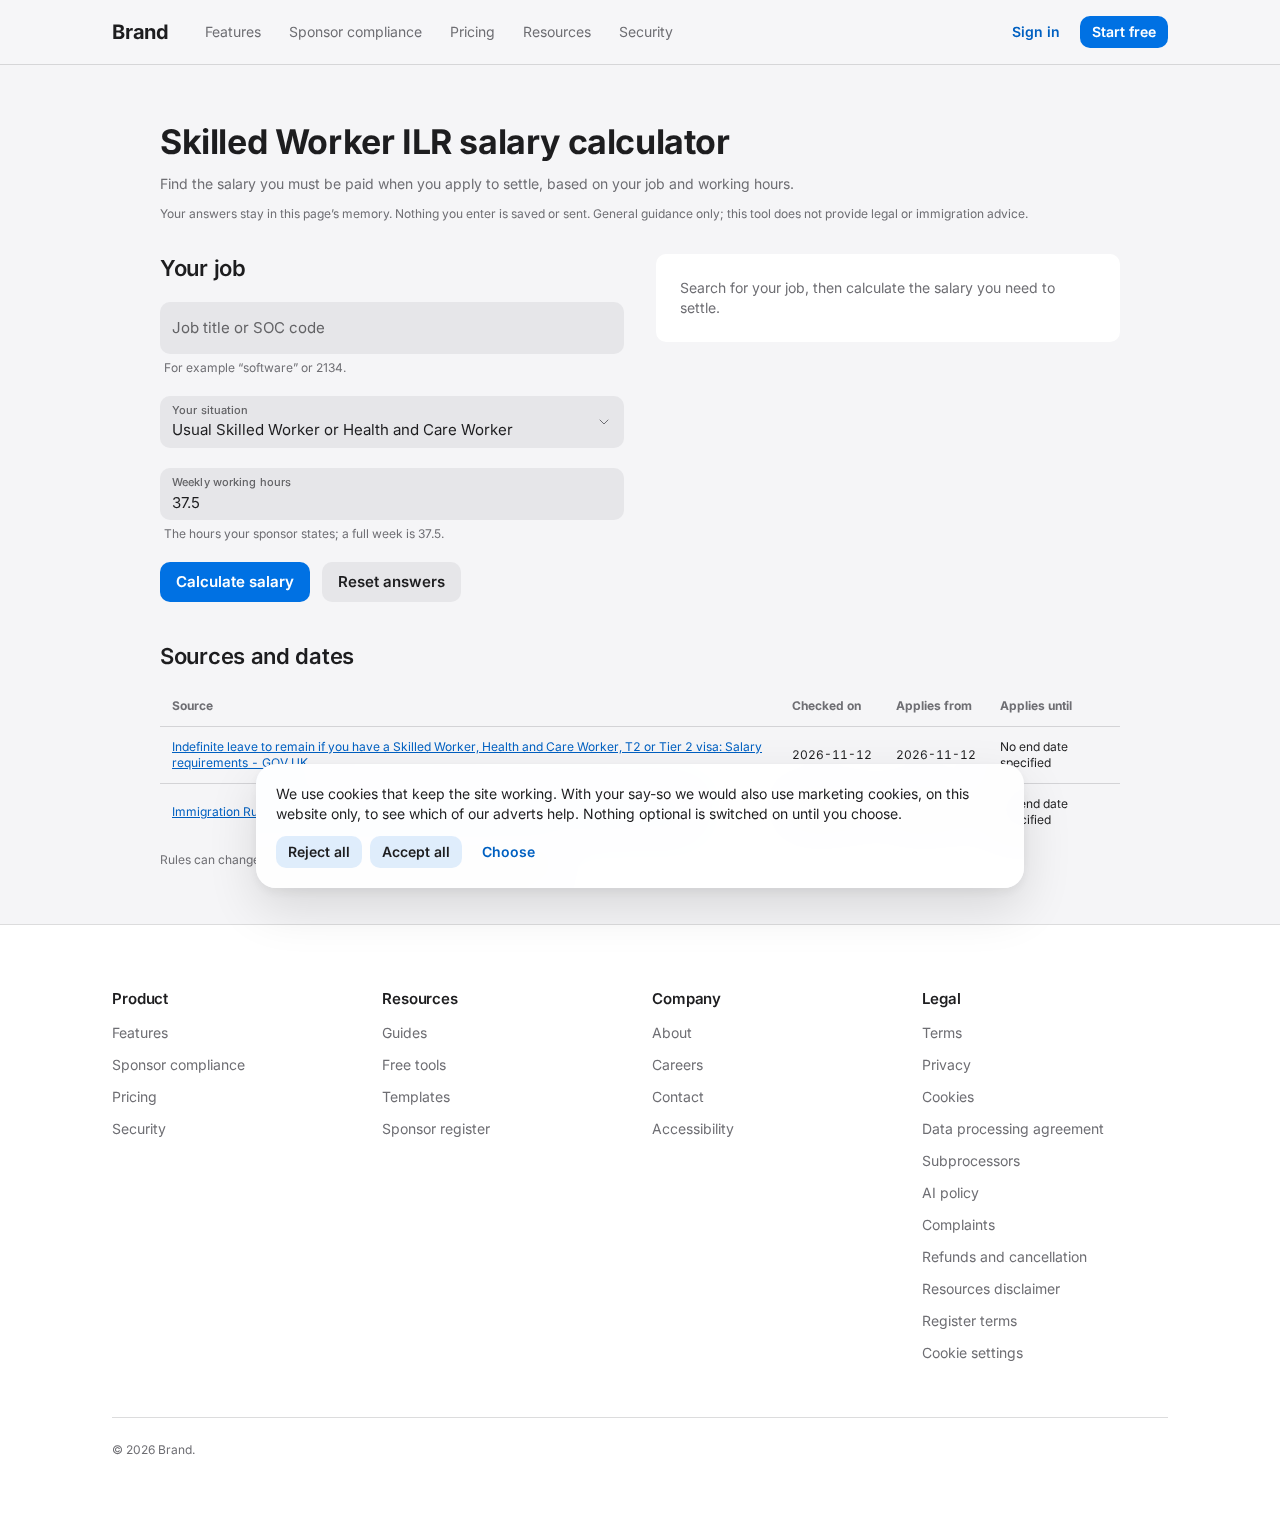 Brand
Features
Sponsor compliance
Pricing
Resources
Security
Sign in
Start free
Skilled Worker ILR salary calculator
Find the salary you must be paid when you apply to settle, based on your job and working hours.
Your answers stay in this page’s memory. Nothing you enter is saved or sent. General guidance only; this tool does not provide legal or immigration advice.
Your job
Job title or SOC code
For example “software” or 2134.
Your situation
Usual Skilled Worker or Health and Care Worker
Weekly working hours
37.5
The hours your sponsor states; a full week is 37.5.
Calculate salary
Reset answers
Search for your job, then calculate the salary you need to
settle.
Sources and dates
Source
Checked on
Applies from
Applies until
Indefinite leave to remain if you have a Skilled Worker, Health and Care Worker, T2 or Tier 2 visa: Salary
requirements - GOV.UK
2026-11-12
2026-11-12
No end date
specified
Immigration
end date
Rules can change
We use cookies that keep the site working. With your say-so we would also use marketing cookies, on this
website only, to see which of our adverts help. Nothing optional is switched on until you choose.
Reject all
Accept all
Choose
Product
Features
Sponsor compliance
Pricing
Security
Resources
Guides
Free tools
Templates
Sponsor register
Company
About
Careers
Contact
Accessibility
Legal
Terms
Privacy
Cookies
Data processing agreement
Subprocessors
AI policy
Complaints
Refunds and cancellation
Resources disclaimer
Register terms
Cookie settings
© 2026 Brand.